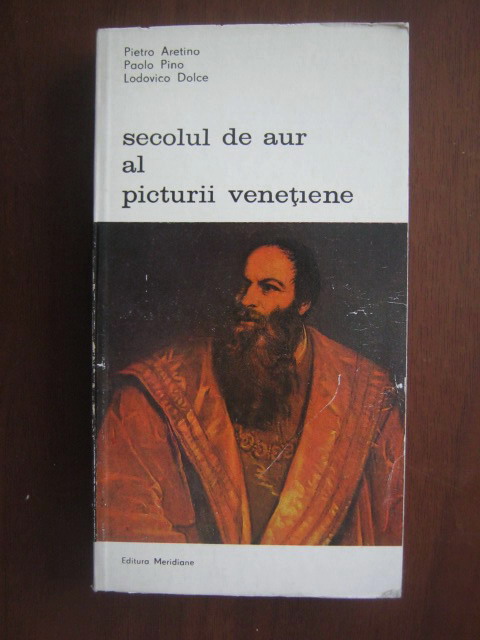 Pietro Aretino
Paolo Pino
Lodovico Dolce
secolul de aur
al
picturii venețiene
Editura Meridiane